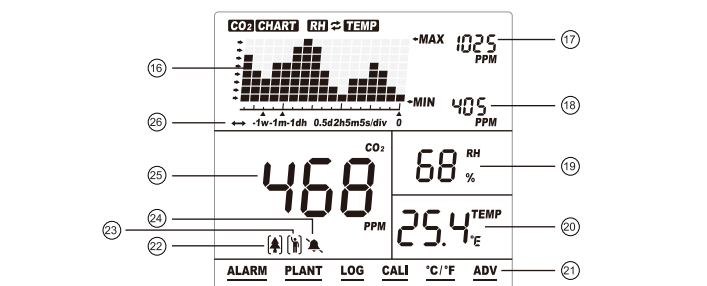 CO2 CHART RH ⇄ TEMP
MAX 1025 PPM 17
16
MIN 405 PPM 18
26 ↔ -1w-1m-1dh 0.5d2h5m5s/div 0
CO2
25 468 PPM
68 RH % 19
24
23
22
25.4 TEMP °E 20
ALARM PLANT LOG CALI °C/°F ADV 21